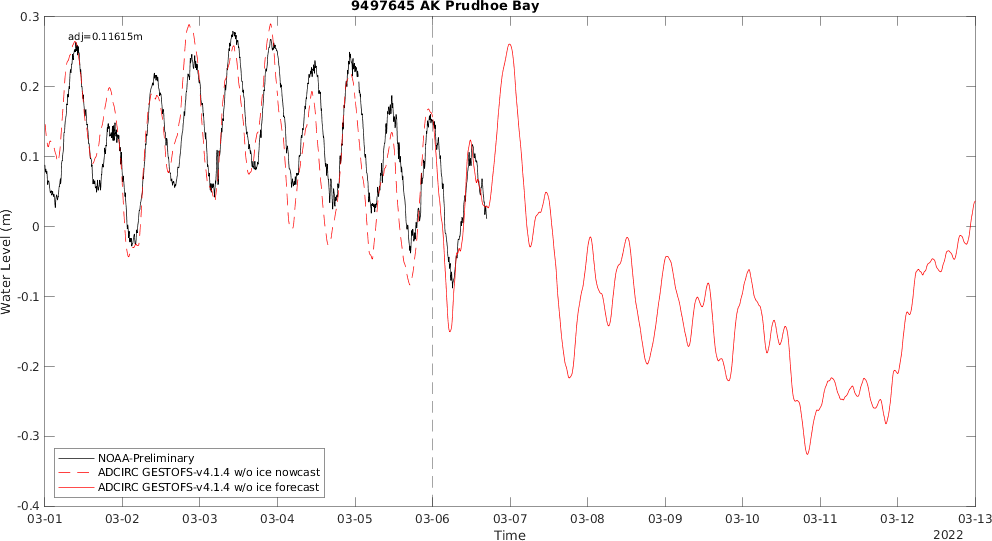 9497645 AK Prudhoe Bay
adj=0.11615m
0.3
0.2
0.1
0
-0.1
-0.2
-0.3
-0.4
Water Level (m)
NOAA-Preliminary
ADCIRC GESTOFS-v4.1.4 w/o ice nowcast
ADCIRC GESTOFS-v4.1.4 w/o ice forecast
03-01 03-02 03-03 03-04 03-05 03-06 03-07 03-08 03-09 03-10 03-11 03-12 03-13
Time
2022